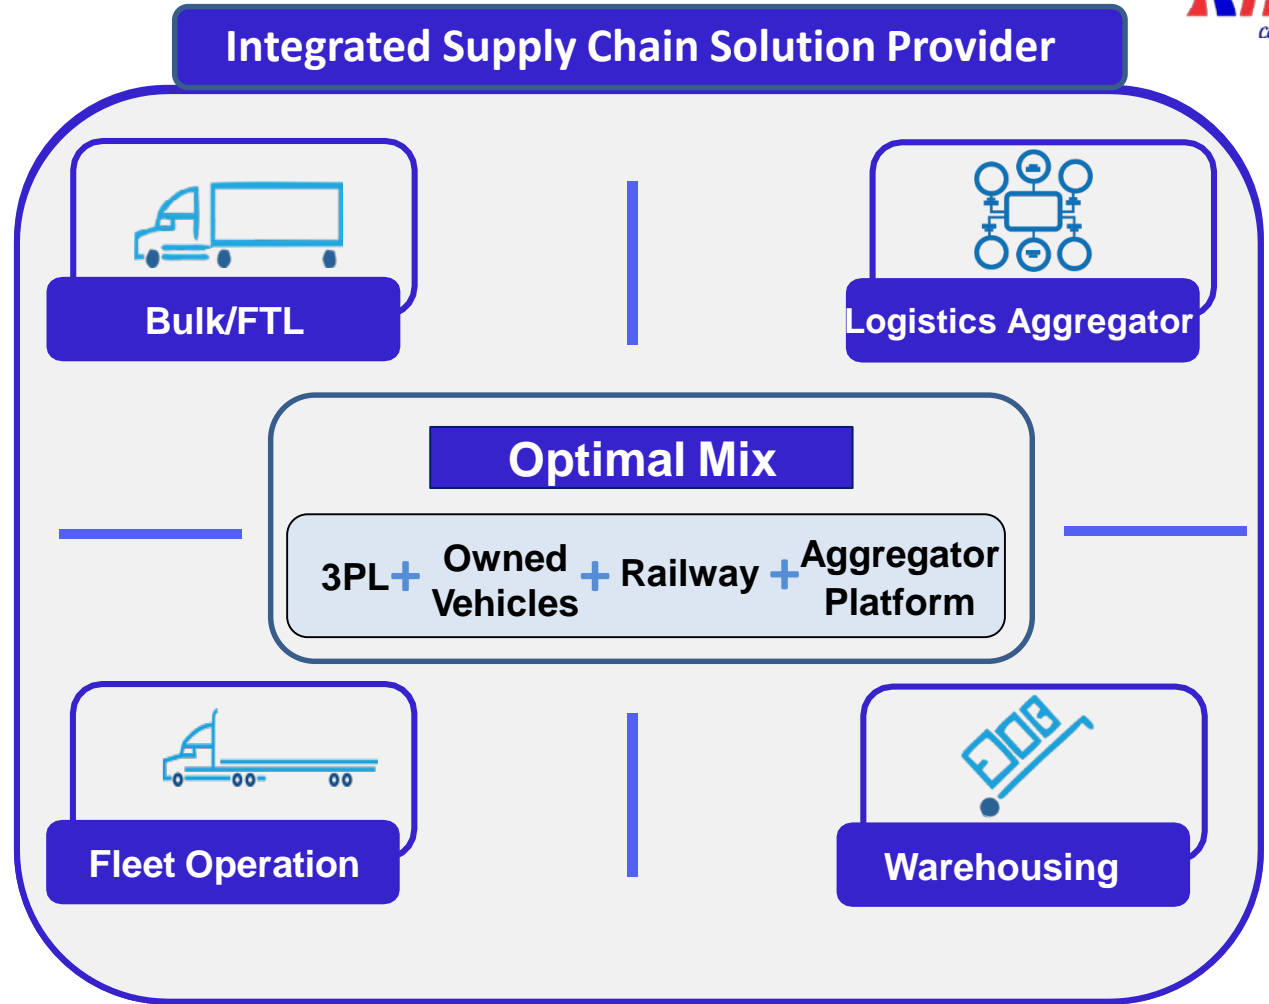 Integrated Supply Chain Solution Provider
Bulk/FTL
Logistics Aggregator
Optimal Mix
3PL + Owned Vehicles + Railway + Aggregator Platform
Fleet Operation
Warehousing